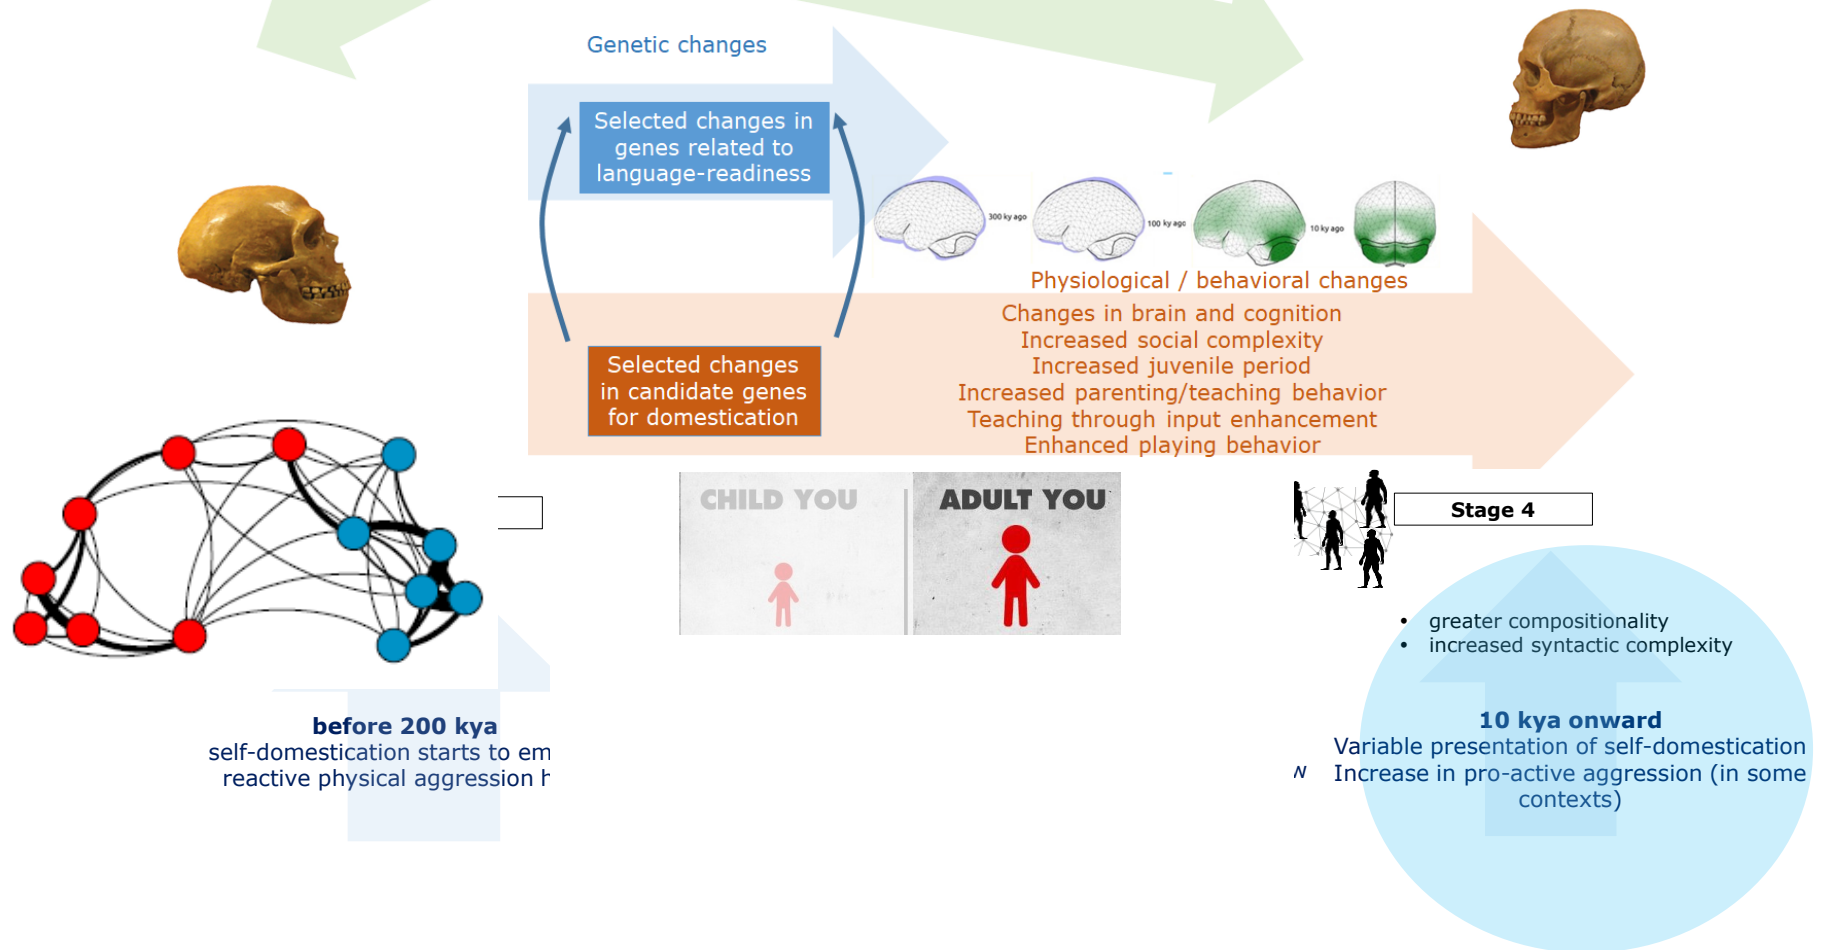 Genetic changes
Selected changes in
genes related to
language-readiness
300 ky ago
100 ky ago
10 ky ago
Physiological / behavioral changes
Changes in brain and cognition
Increased social complexity
Increased juvenile period
Increased parenting/teaching behavior
Teaching through input enhancement
Enhanced playing behavior
Selected changes
in candidate genes
for domestication
CHILD YOU
ADULT YOU
Stage 4
• greater compositionality
• increased syntactic complexity
before 200 kya
self-domestication starts to em
reactive physical aggression h
10 kya onward
Variable presentation of self-domestication
N
Increase in pro-active aggression (in some
contexts)